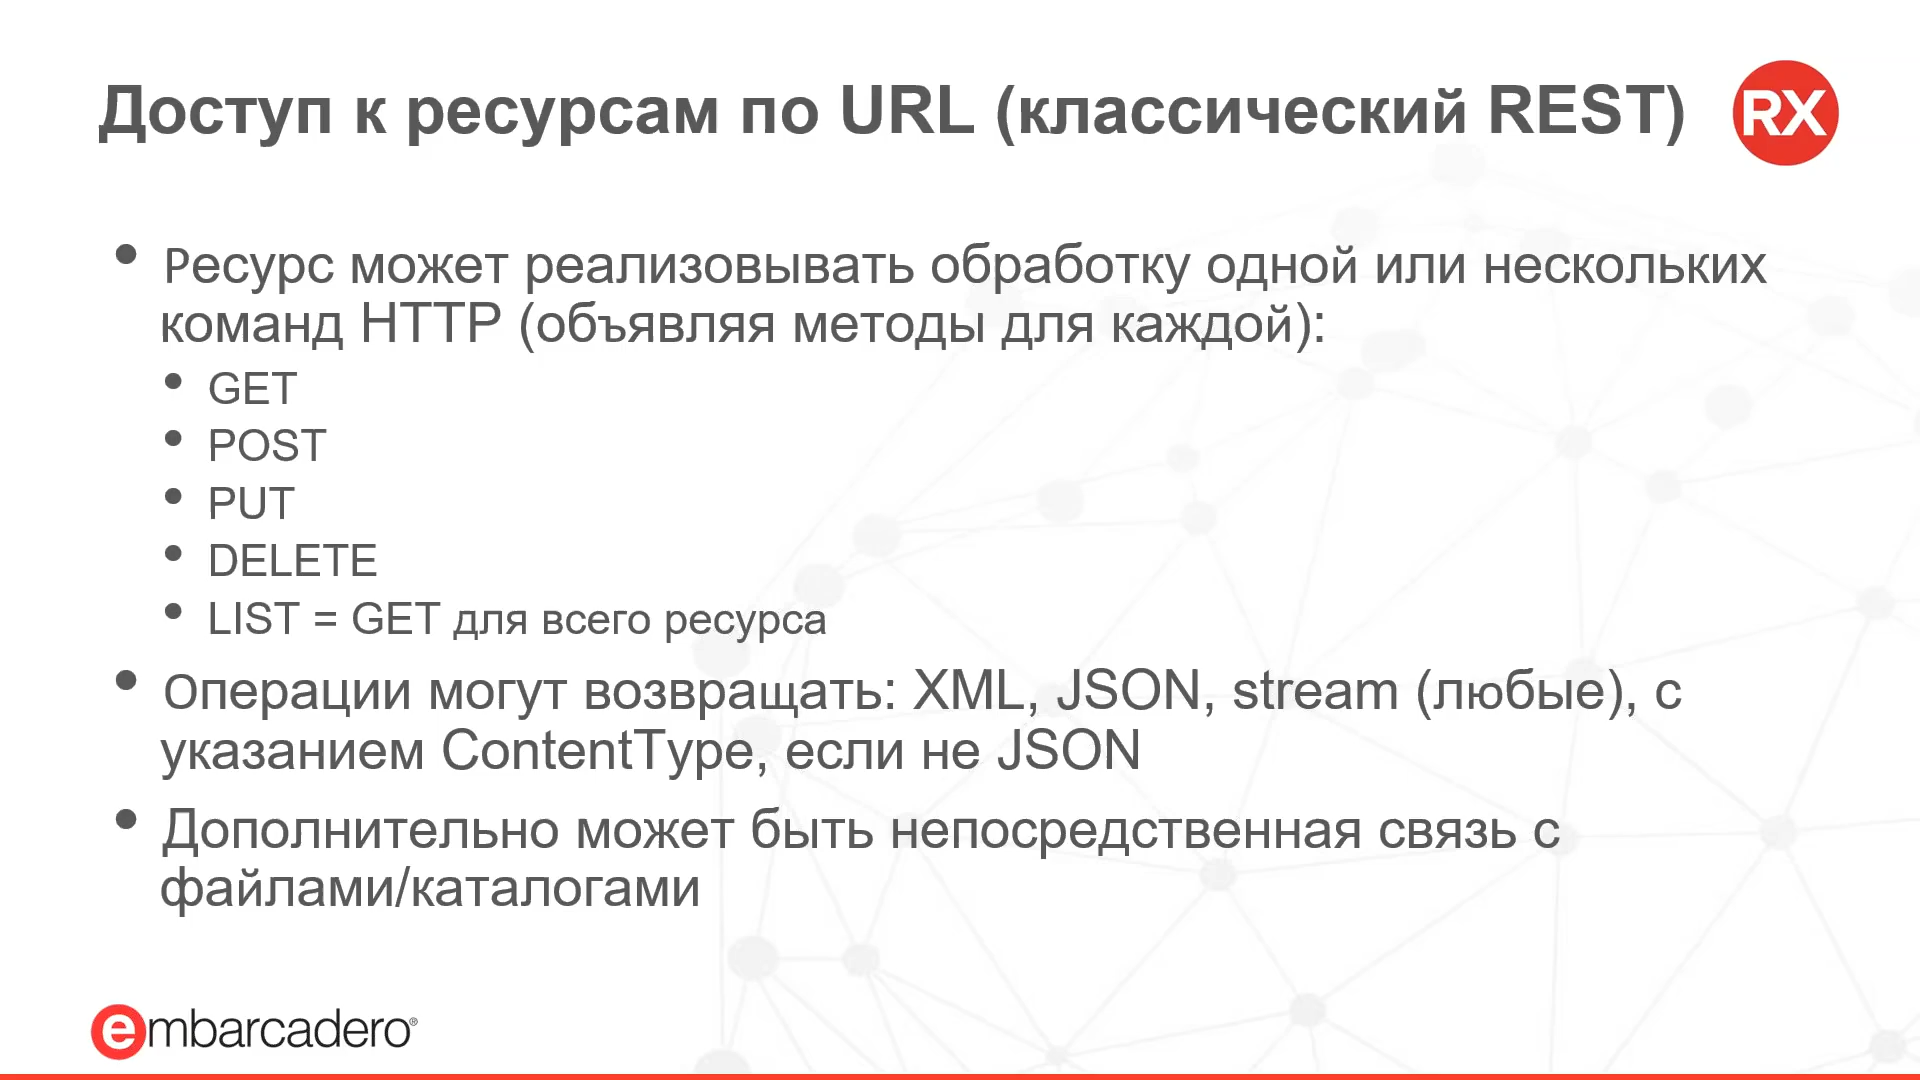 Доступ к ресурсам по URL (классический REST)
RX
• Ресурс может реализовывать обработку одной или нескольких
команд HTTP (объявляя методы для каждой):
• GET
• POST
• PUT
• DELETE
• LIST = GET для всего ресурса
• Операции могут возвращать: XML, JSON, stream (любые), с
указанием ContentType, если не JSON
• Дополнительно может быть непосредственная связь с
файлами/каталогами
embarcadero®